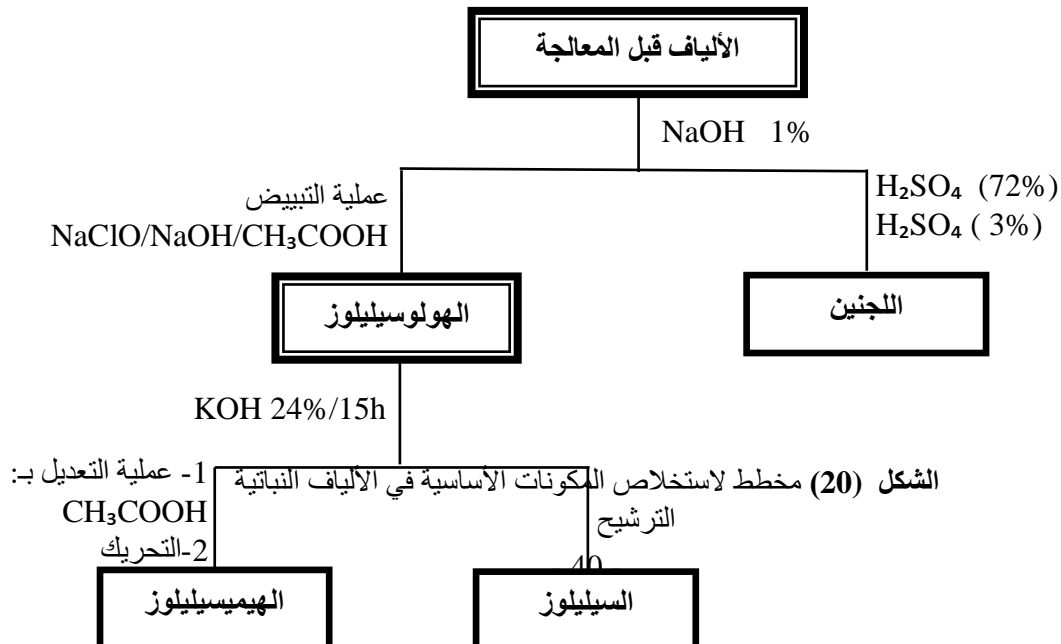 الألياف قبل المعالجة
NaOH 1%
عملية التبييض
NaClO/NaOH/CH₃COOH
H₂SO₄ (72%)
H₂SO₄ ( 3%)
الهولوسيليلوز
اللجنين
KOH 24%/15h
1- عملية التعديل بـ:
CH₃COOH
2-التحريك
الشكل (20) مخطط لاستخلاص المكونات الأساسية في الألياف النباتية
الترشيح
40
الهيميسيليلوز
السيليلوز